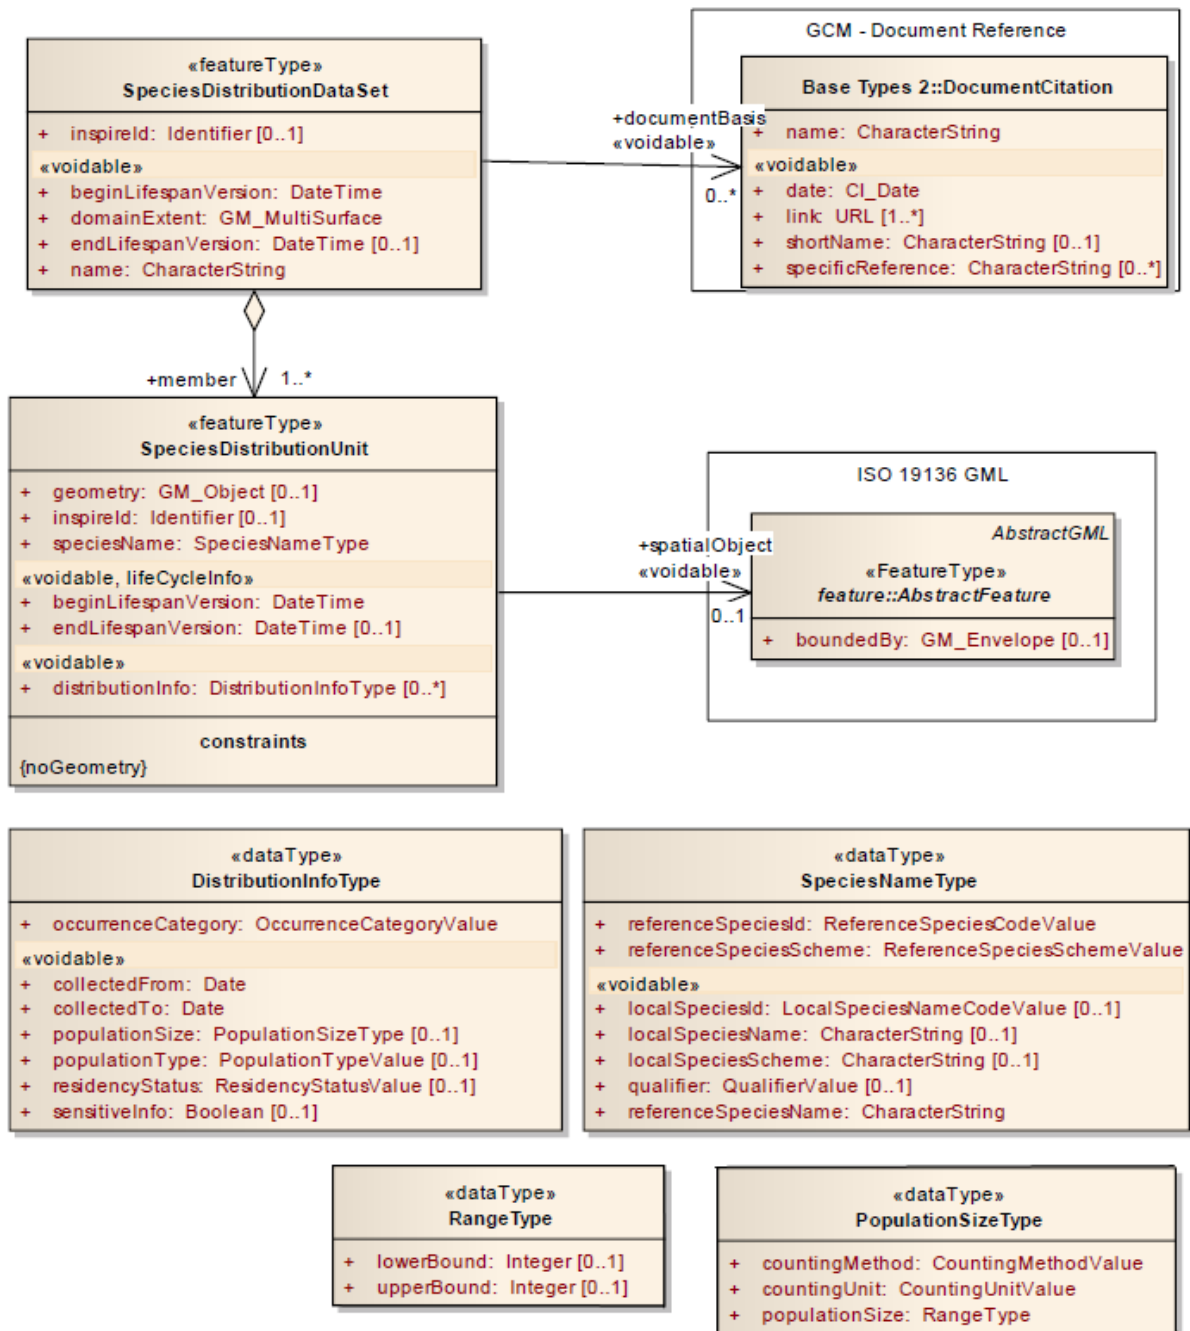 GCM - Document Reference
«featureType»
SpeciesDistributionDataSet
+ inspireId: Identifier [0..1]
«voidable»
+ beginLifespanVersion: DateTime
+ domainExtent: GM_MultiSurface
+ endLifespanVersion: DateTime [0..1]
+ name: CharacterString
+documentBasis
«voidable»
0..*
Base Types 2::DocumentCitation
+ name: CharacterString
«voidable»
+ date: CI_Date
+ link: URL [1..*]
+ shortName: CharacterString [0..1]
+ specificReference: CharacterString [0..*]
+member 1..*
«featureType»
SpeciesDistributionUnit
+ geometry: GM_Object [0..1]
+ inspireId: Identifier [0..1]
+ speciesName: SpeciesNameType
«voidable, lifeCycleInfo»
+ beginLifespanVersion: DateTime
+ endLifespanVersion: DateTime [0..1]
«voidable»
+ distributionInfo: DistributionInfoType [0..*]
constraints
{noGeometry}
+spatialObject
«voidable»
0..1
ISO 19136 GML
AbstractGML
«FeatureType»
feature::AbstractFeature
+ boundedBy: GM_Envelope [0..1]
«dataType»
DistributionInfoType
+ occurrenceCategory: OccurrenceCategoryValue
«voidable»
+ collectedFrom: Date
+ collectedTo: Date
+ populationSize: PopulationSizeType [0..1]
+ populationType: PopulationTypeValue [0..1]
+ residencyStatus: ResidencyStatusValue [0..1]
+ sensitiveInfo: Boolean [0..1]
«dataType»
SpeciesNameType
+ referenceSpeciesId: ReferenceSpeciesCodeValue
+ referenceSpeciesScheme: ReferenceSpeciesSchemeValue
«voidable»
+ localSpeciesId: LocalSpeciesNameCodeValue [0..1]
+ localSpeciesName: CharacterString [0..1]
+ localSpeciesScheme: CharacterString [0..1]
+ qualifier: QualifierValue [0..1]
+ referenceSpeciesName: CharacterString
«dataType»
RangeType
+ lowerBound: Integer [0..1]
+ upperBound: Integer [0..1]
«dataType»
PopulationSizeType
+ countingMethod: CountingMethodValue
+ countingUnit: CountingUnitValue
+ populationSize: RangeType